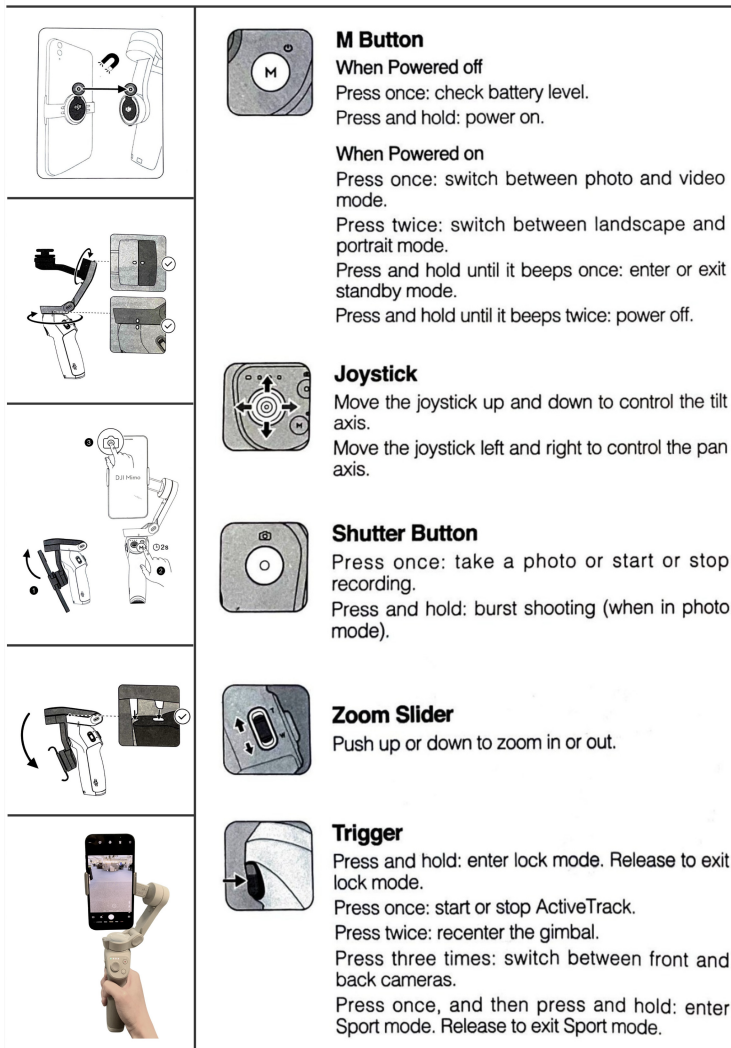 M
M Button
When Powered off
Press once: check battery level.
Press and hold: power on.
When Powered on
Press once: switch between photo and video
mode.
Press twice: switch between landscape and
portrait mode.
Press and hold until it beeps once: enter or exit
standby mode.
Press and hold until it beeps twice: power off.
M
Joystick
Move the joystick up and down to control the tilt
axis.
Move the joystick left and right to control the pan
axis.
3
DJI Mimo
2s
M
1
2
Shutter Button
Press once: take a photo or start or stop
recording.
Press and hold: burst shooting (when in photo
mode).
T
W
Zoom Slider
Push up or down to zoom in or out.
Trigger
Press and hold: enter lock mode. Release to exit
lock mode.
Press once: start or stop ActiveTrack.
Press twice: recenter the gimbal.
Press three times: switch between front and
back cameras.
Press once, and then press and hold: enter
Sport mode. Release to exit Sport mode.